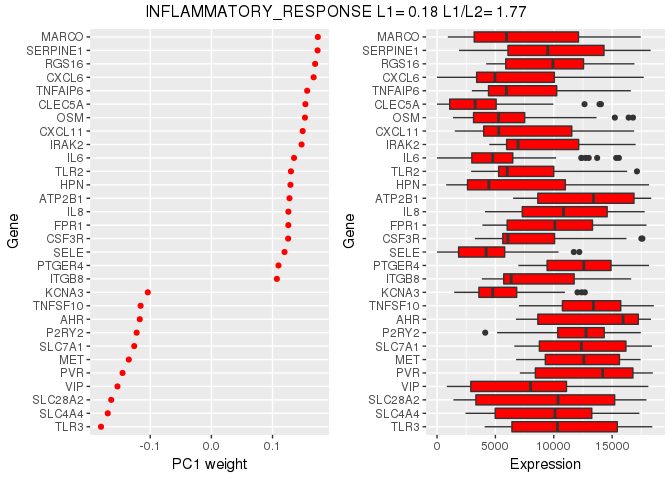 INFLAMMATORY_RESPONSE L1= 0.18 L1/L2= 1.77
Gene
MARCO
SERPINE1
RGS16
CXCL6
TNFAIP6
CLEC5A
OSM
CXCL11
IRAK2
IL6
TLR2
HPN
ATP2B1
IL8
FPR1
CSF3R
SELE
PTGER4
ITGB8
KCNA3
TNFSF10
AHR
P2RY2
SLC7A1
MET
PVR
VIP
SLC28A2
SLC4A4
TLR3
-0.1 0.0 0.1
PC1 weight
Gene
MARCO
SERPINE1
RGS16
CXCL6
TNFAIP6
CLEC5A
OSM
CXCL11
IRAK2
IL6
TLR2
HPN
ATP2B1
IL8
FPR1
CSF3R
SELE
PTGER4
ITGB8
KCNA3
TNFSF10
AHR
P2RY2
SLC7A1
MET
PVR
VIP
SLC28A2
SLC4A4
TLR3
0 5000 10000 15000
Expression